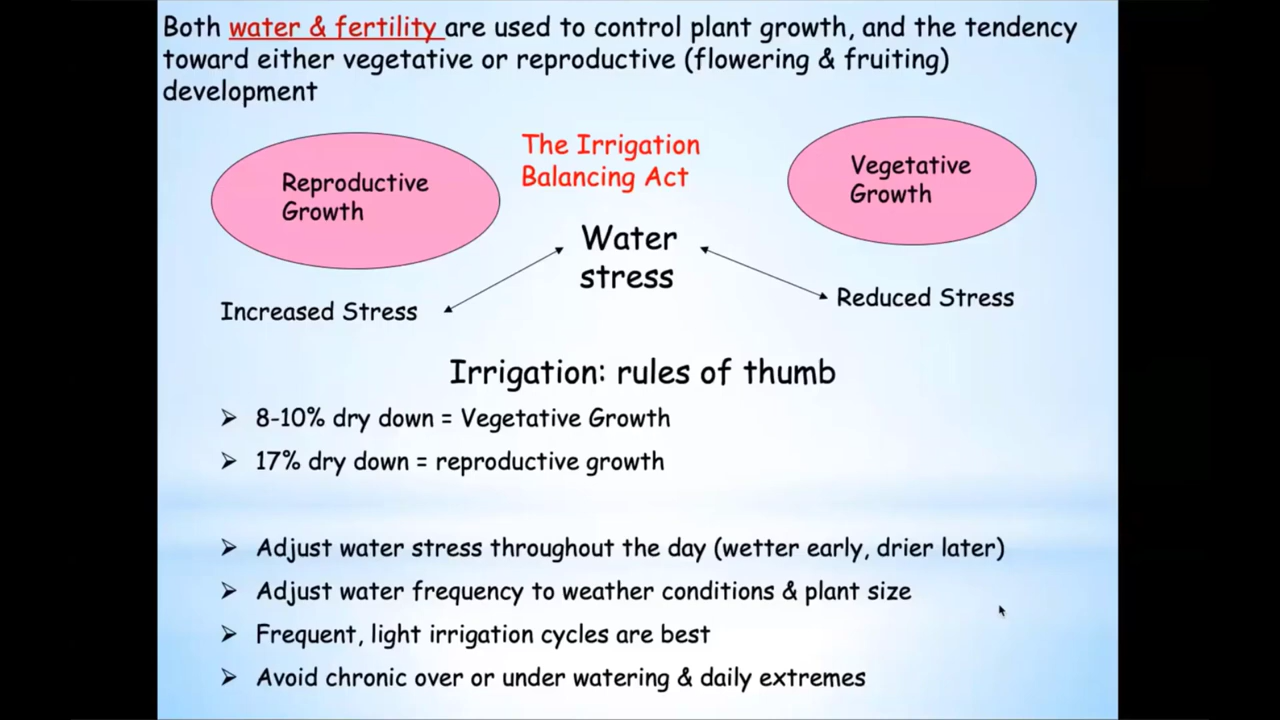 Both water & fertility are used to control plant growth, and the tendency
toward either vegetative or reproductive (flowering & fruiting)
development
The Irrigation
Balancing Act
Reproductive
Growth
Vegetative
Growth
Water
stress
Increased Stress
Reduced Stress
Irrigation: rules of thumb
➢ 8-10% dry down = Vegetative Growth
➢ 17% dry down = reproductive growth
➢ Adjust water stress throughout the day (wetter early, drier later)
➢ Adjust water frequency to weather conditions & plant size
➢ Frequent, light irrigation cycles are best
➢ Avoid chronic over or under watering & daily extremes